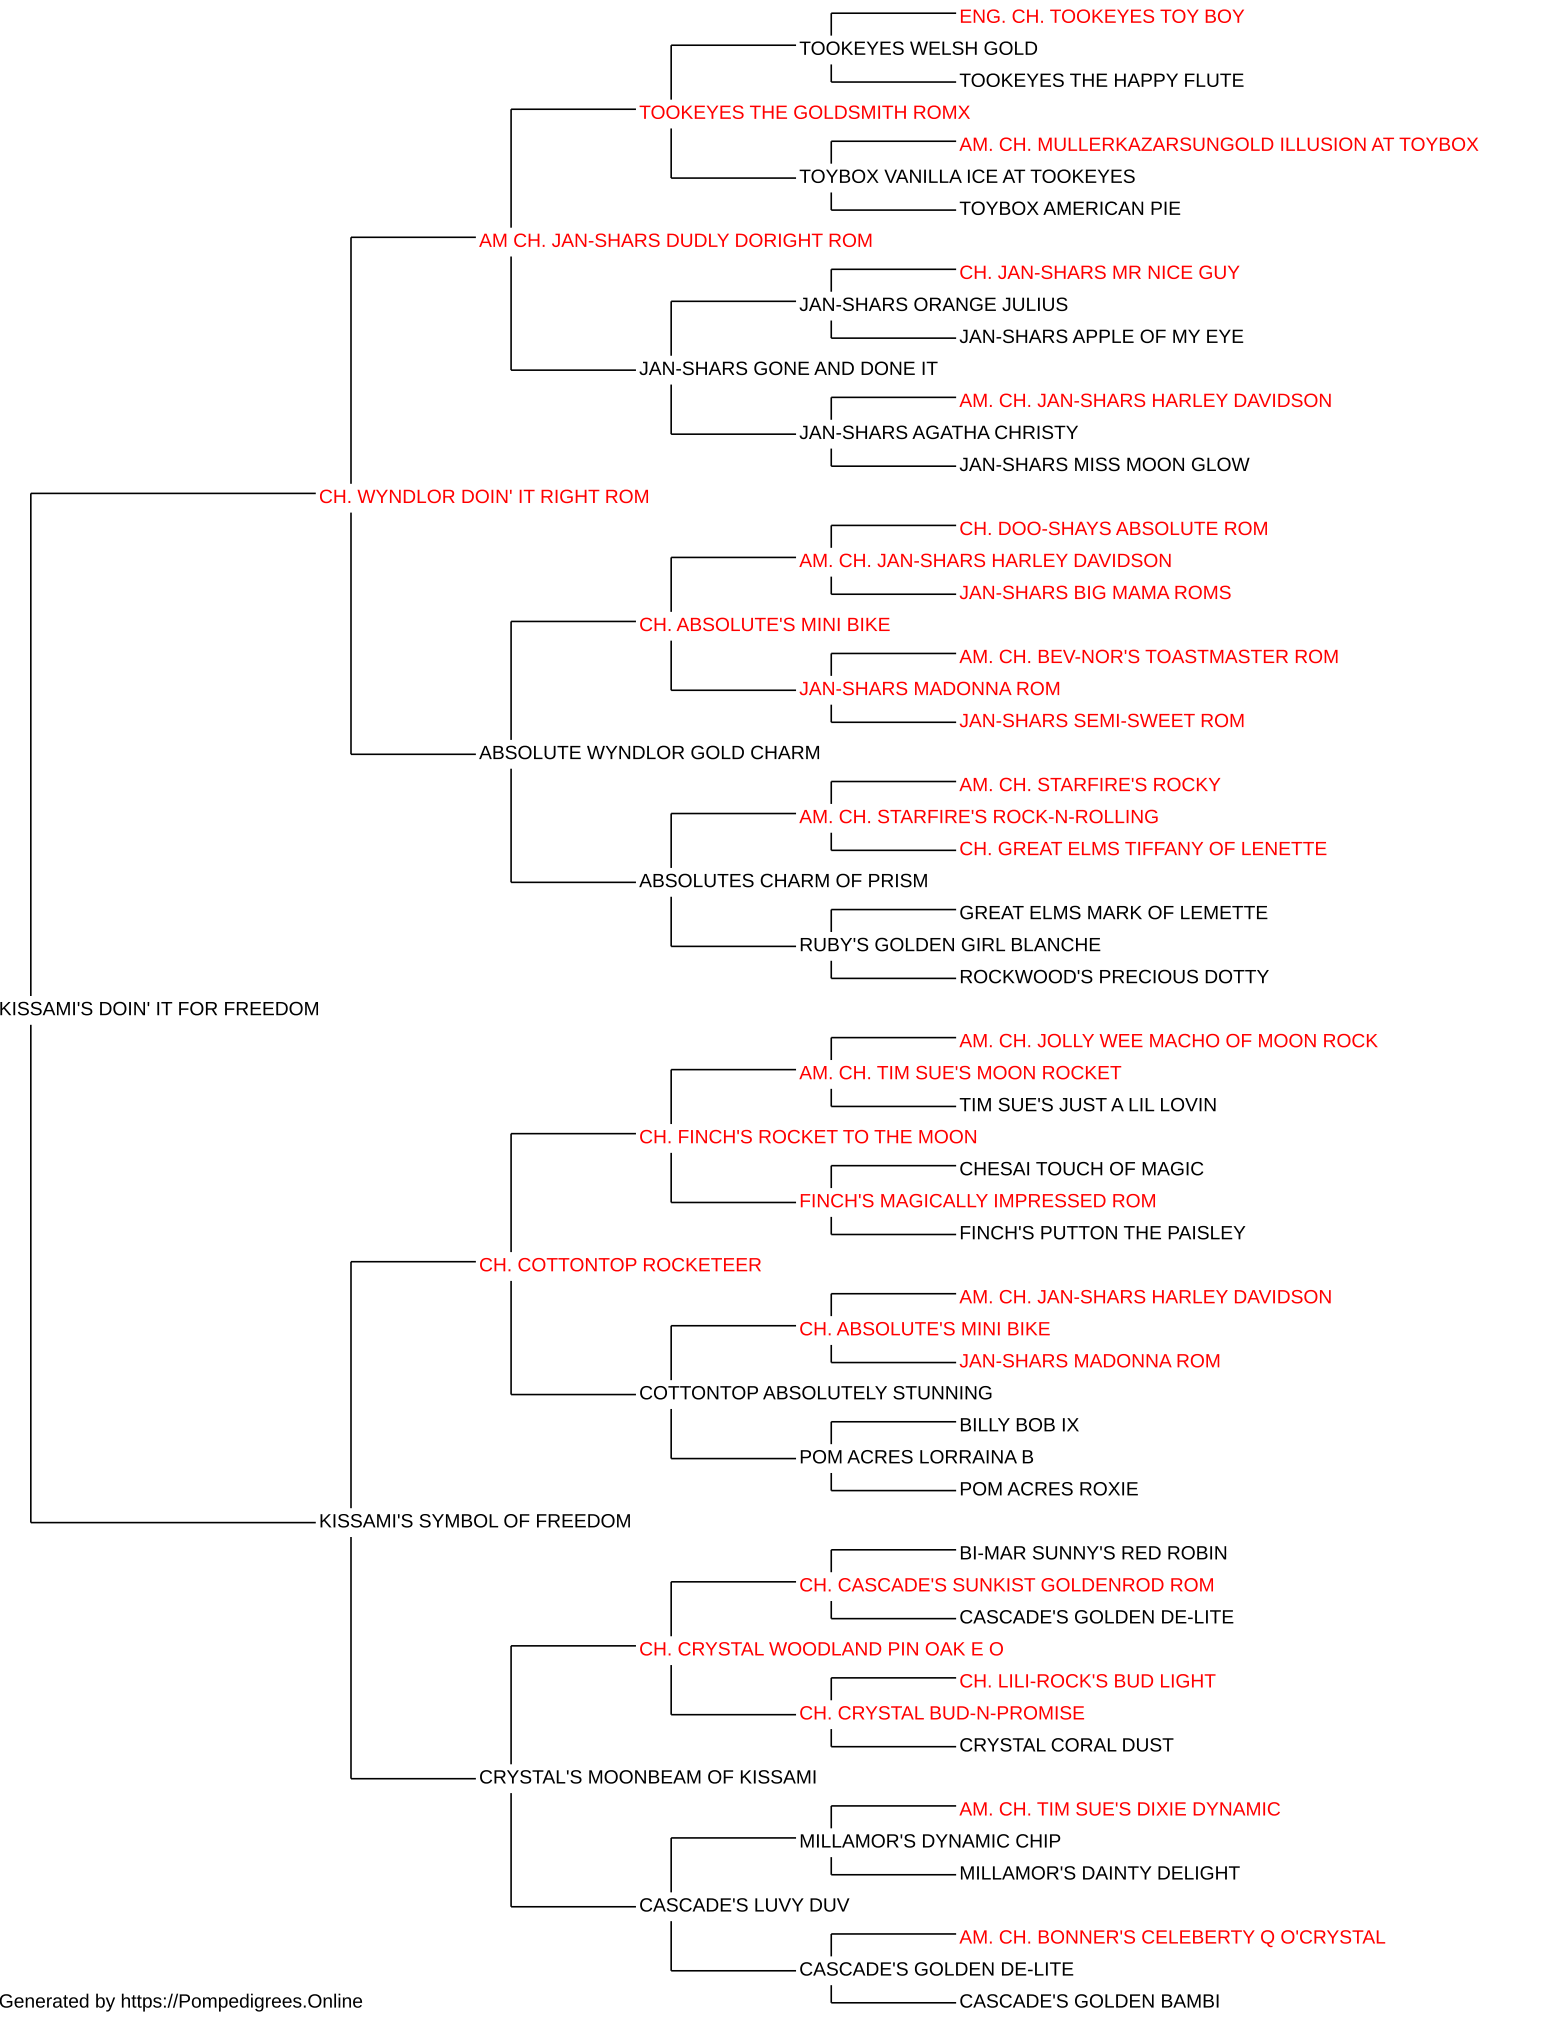 ENG. CH. TOOKEYES TOY BOY
TOOKEYES WELSH GOLD
TOOKEYES THE HAPPY FLUTE
TOOKEYES THE GOLDSMITH ROMX
AM. CH. MULLERKAZARSUNGOLD ILLUSION AT TOYBOX
TOYBOX VANILLA ICE AT TOOKEYES
TOYBOX AMERICAN PIE
AM CH. JAN-SHARS DUDLY DORIGHT ROM
CH. JAN-SHARS MR NICE GUY
JAN-SHARS ORANGE JULIUS
JAN-SHARS APPLE OF MY EYE
JAN-SHARS GONE AND DONE IT
AM. CH. JAN-SHARS HARLEY DAVIDSON
JAN-SHARS AGATHA CHRISTY
JAN-SHARS MISS MOON GLOW
CH. WYNDLOR DOIN' IT RIGHT ROM
CH. DOO-SHAYS ABSOLUTE ROM
AM. CH. JAN-SHARS HARLEY DAVIDSON
JAN-SHARS BIG MAMA ROMS
CH. ABSOLUTE'S MINI BIKE
AM. CH. BEV-NOR'S TOASTMASTER ROM
JAN-SHARS MADONNA ROM
JAN-SHARS SEMI-SWEET ROM
ABSOLUTE WYNDLOR GOLD CHARM
AM. CH. STARFIRE'S ROCKY
AM. CH. STARFIRE'S ROCK-N-ROLLING
CH. GREAT ELMS TIFFANY OF LENETTE
ABSOLUTES CHARM OF PRISM
GREAT ELMS MARK OF LEMETTE
RUBY'S GOLDEN GIRL BLANCHE
ROCKWOOD'S PRECIOUS DOTTY
KISSAMI'S DOIN' IT FOR FREEDOM
AM. CH. JOLLY WEE MACHO OF MOON ROCK
AM. CH. TIM SUE'S MOON ROCKET
TIM SUE'S JUST A LIL LOVIN
CH. FINCH'S ROCKET TO THE MOON
CHESAI TOUCH OF MAGIC
FINCH'S MAGICALLY IMPRESSED ROM
FINCH'S PUTTON THE PAISLEY
CH. COTTONTOP ROCKETEER
AM. CH. JAN-SHARS HARLEY DAVIDSON
CH. ABSOLUTE'S MINI BIKE
JAN-SHARS MADONNA ROM
COTTONTOP ABSOLUTELY STUNNING
BILLY BOB IX
POM ACRES LORRAINA B
POM ACRES ROXIE
KISSAMI'S SYMBOL OF FREEDOM
BI-MAR SUNNY'S RED ROBIN
CH. CASCADE'S SUNKIST GOLDENROD ROM
CASCADE'S GOLDEN DE-LITE
CH. CRYSTAL WOODLAND PIN OAK E O
CH. LILI-ROCK'S BUD LIGHT
CH. CRYSTAL BUD-N-PROMISE
CRYSTAL CORAL DUST
CRYSTAL'S MOONBEAM OF KISSAMI
AM. CH. TIM SUE'S DIXIE DYNAMIC
MILLAMOR'S DYNAMIC CHIP
MILLAMOR'S DAINTY DELIGHT
CASCADE'S LUVY DUV
AM. CH. BONNER'S CELEBERTY Q O'CRYSTAL
CASCADE'S GOLDEN DE-LITE
CASCADE'S GOLDEN BAMBI
Generated by https://Pompedigrees.Online